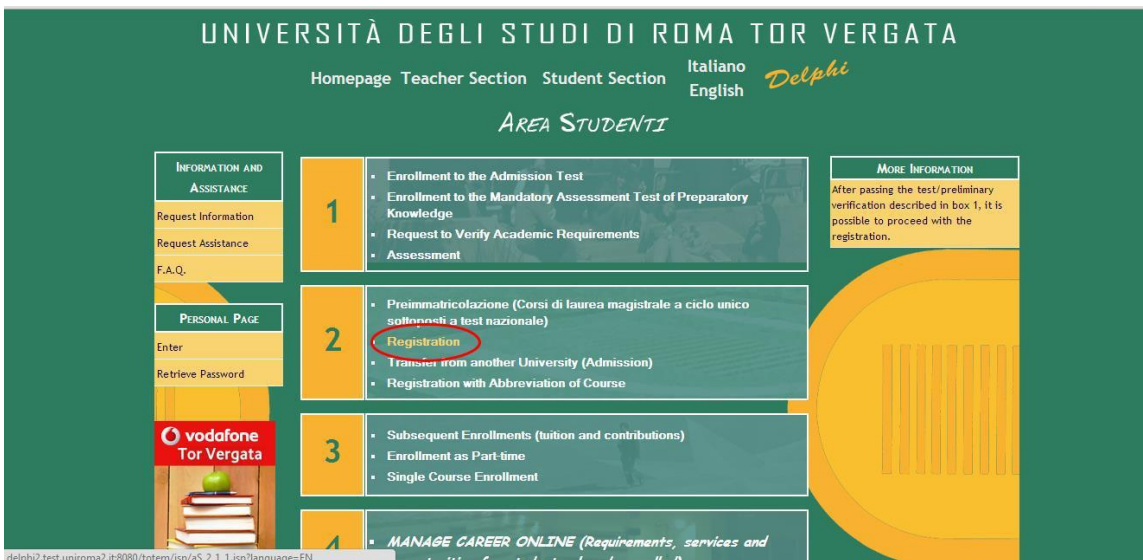 UNIVERSITÀ DEGLI STUDI DI ROMA TOR VERGATA
Homepage Teacher Section Student Section Italiano English Delphi
AREA STUDENTI
INFORMATION AND
ASSISTANCE
Request Information
Request Assistance
F.A.Q.
PERSONAL PAGE
Enter
Retrieve Password
vodafone
Tor Vergata
1
Enrollment to the Admission Test
Enrollment to the Mandatory Assessment Test of Preparatory
Knowledge
Request to Verify Academic Requirements
Assessment
2
Preimmatricolazione (Corsi di laurea magistrale a ciclo unico
sottoposti a test nazionale)
Registration
Transfer from another University (Admission)
Registration with Abbreviation of Course
3
Subsequent Enrollments (tuition and contributions)
Enrollment as Part-time
Single Course Enrollment
4
MANAGE CAREER ONLINE (Requirements, services and
MORE INFORMATION
After passing the test/preliminary
verification described in box 1, it is
possible to proceed with the
registration.
delphi2.test.uniroma2.it:8080/totem/jsp/aS_2_1_1.jsp?language=EN